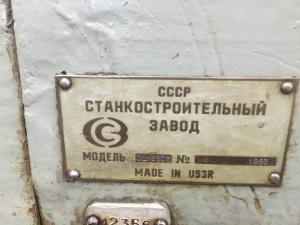 СССР
СТАНКОСТРОИТЕЛЬНЫЙ
ЗАВОД
МОДЕЛЬ №
MADE IN USSR